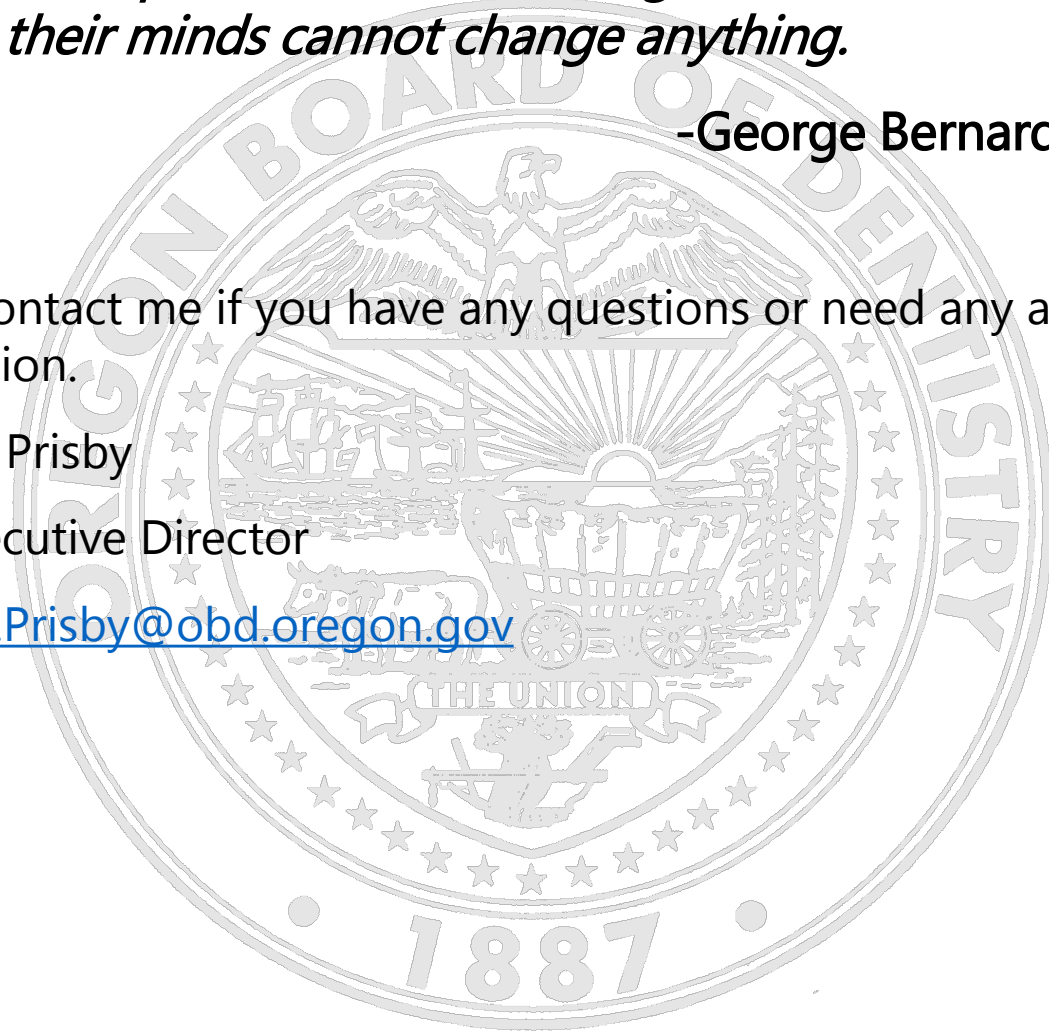 their minds cannot change anything.
-George Bernard
ontact me if you have any questions or need any a
ion.
Prisby
ecutive Director
.Prisby@obd.oregon.gov
OREGON BOARD OF DENTISTRY
THE UNION
1887